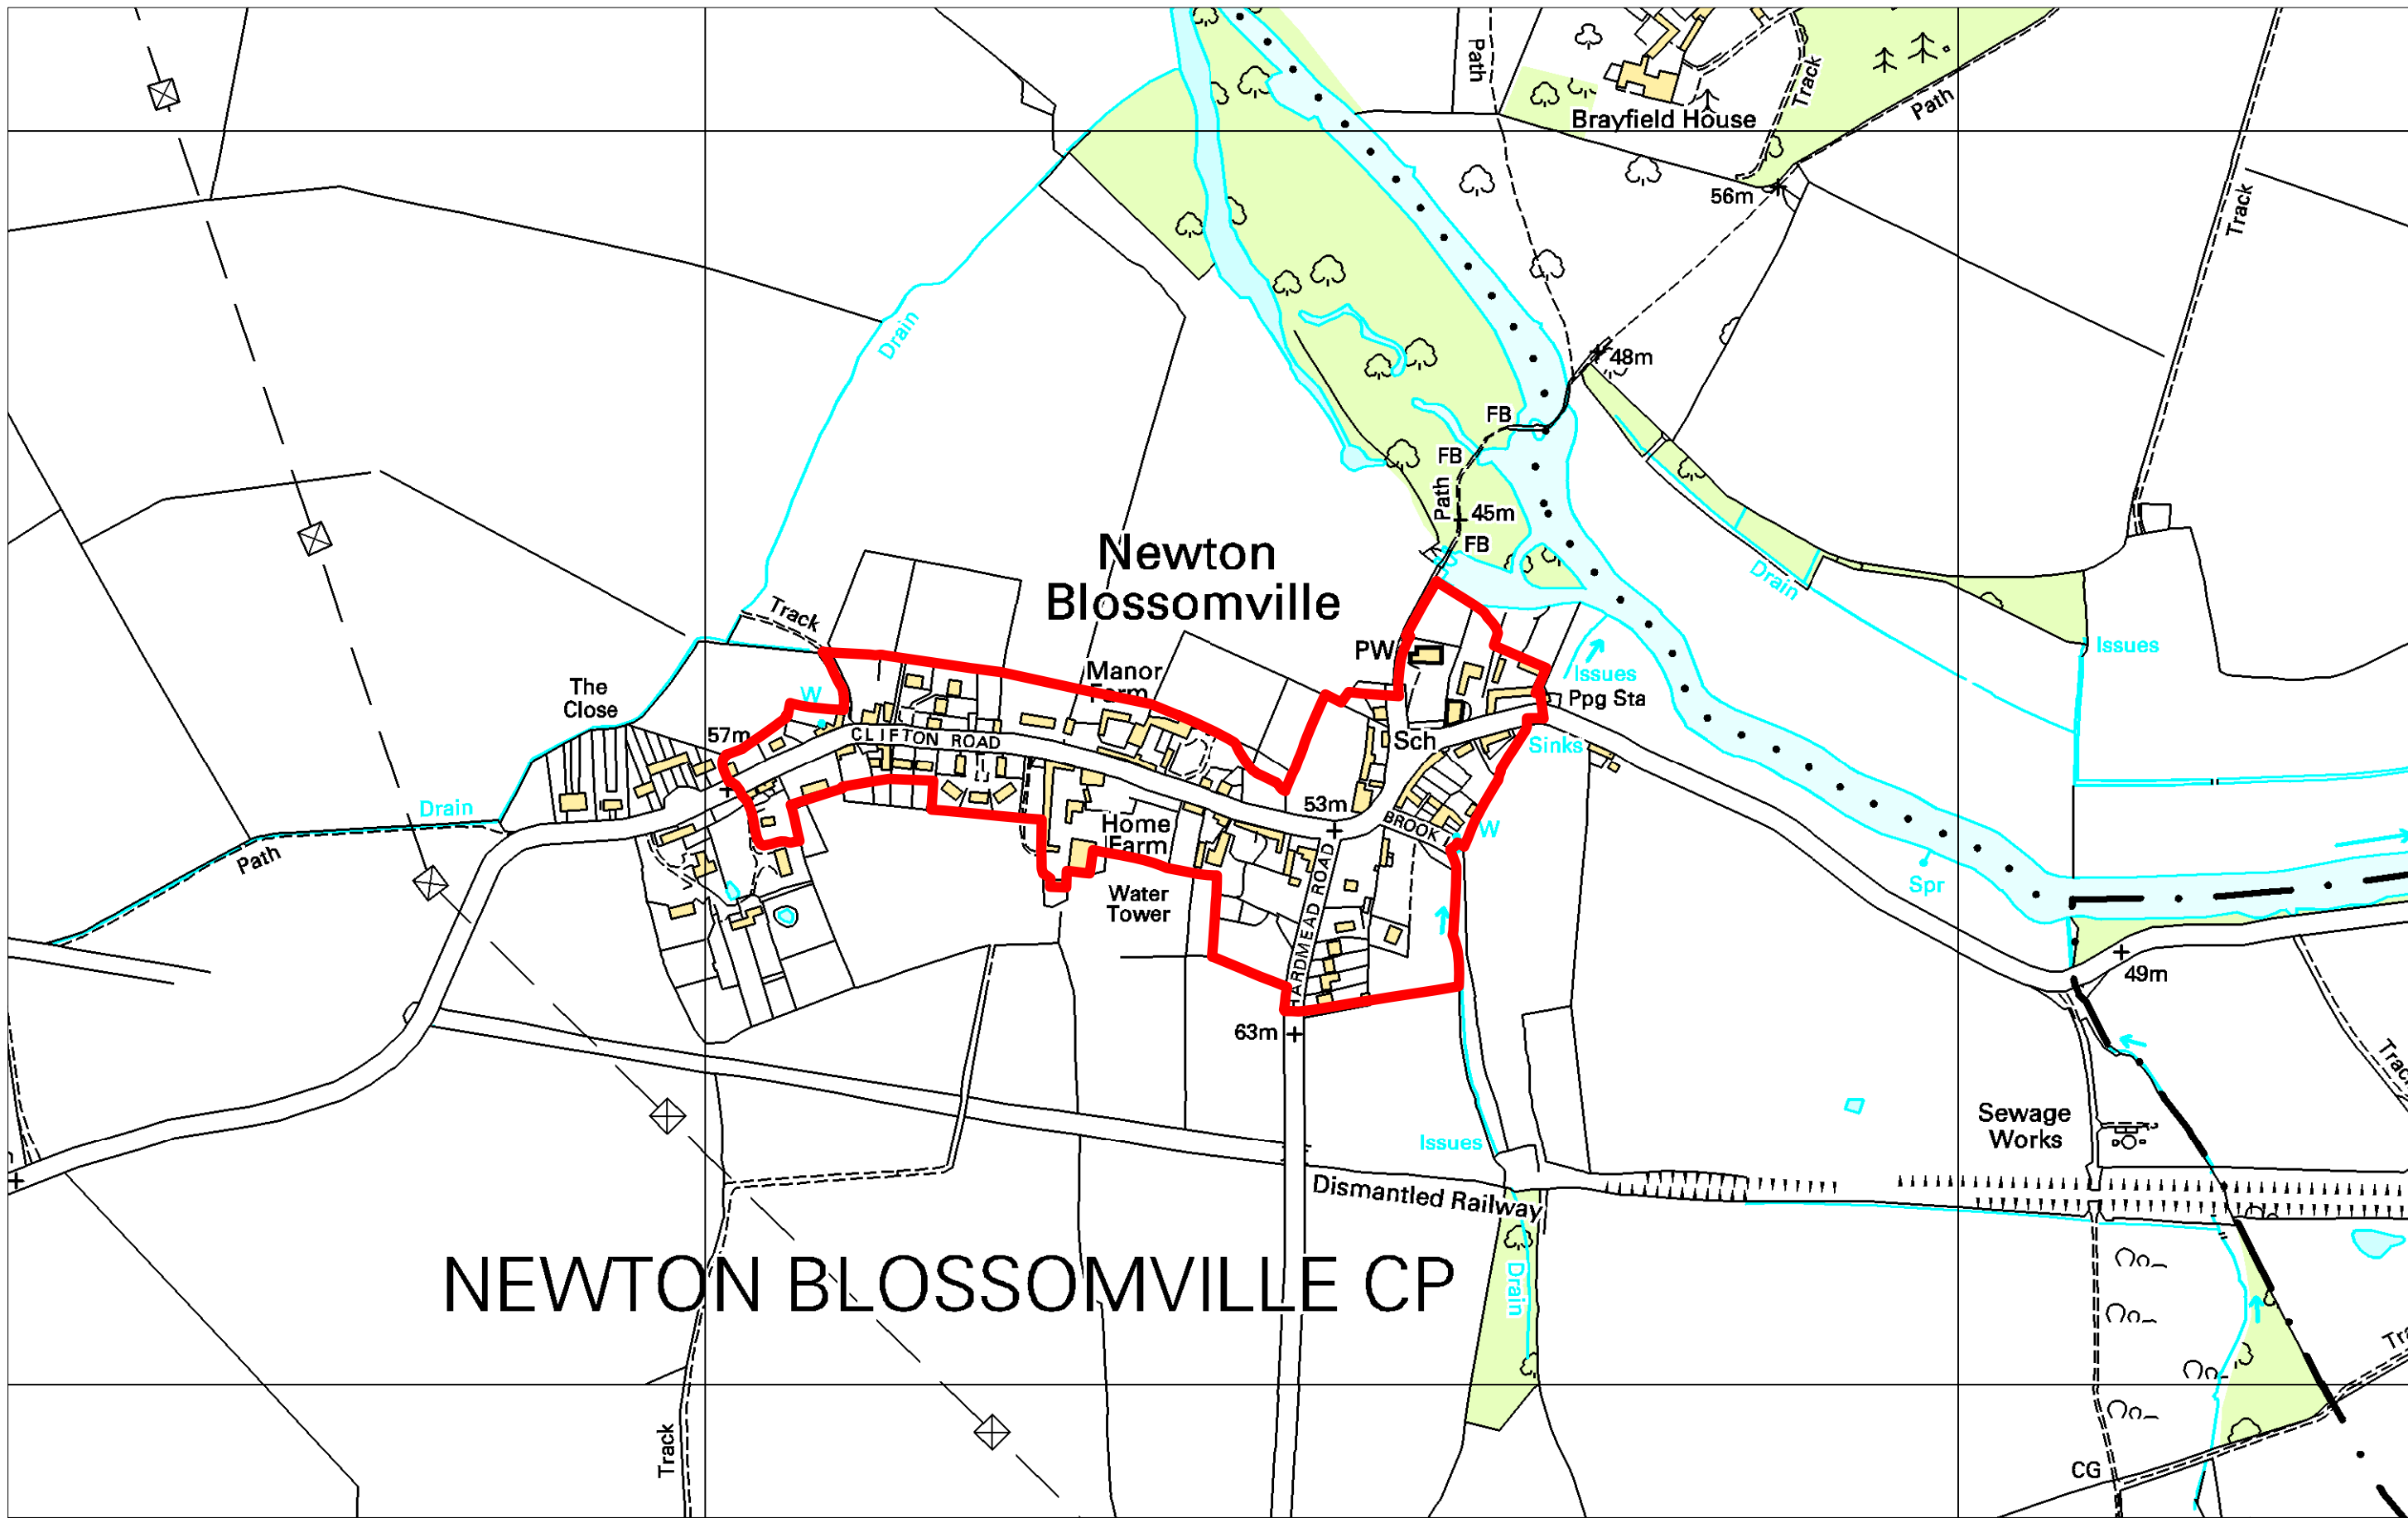 Path
Track
Path
Brayfield House
56m
Track
Drain
48m
FB
FB
Path
45m
FB
Newton
Blossomville
Drain
Track
Issues
PW
Manor
Farm
Issues
The
Close
W
Ppg Sta
57m
CLIFTON ROAD
Sch
Sinks
Drain
53m
BROOK
W
Home
Farm
Path
Spr
Water
Tower
HARDMEAD ROAD
49m
63m
Track
Issues
Sewage
Works
Dismantled Railway
NEWTON BLOSSOMVILLE CP
Drain
Track
CG